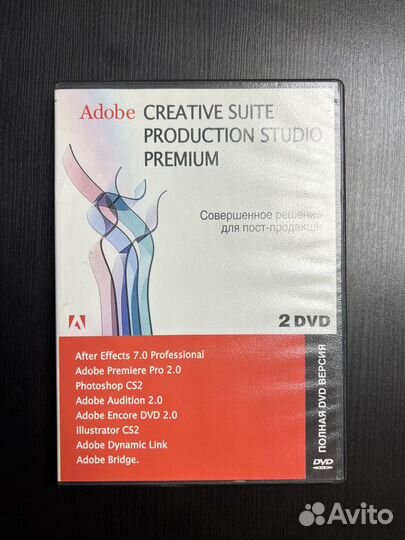 Adobe CREATIVE SUITE
PRODUCTION STUDIO
PREMIUM
Совершенное решение
для пост-продакшн
2 DVD
After Effects 7.0 Professional
Adobe Premiere Pro 2.0
Photoshop CS2
Adobe Audition 2.0
Adobe Encore DVD 2.0
Illustrator CS2
Adobe Dynamic Link
Adobe Bridge.
ПОЛНАЯ DVD ВЕРСИЯ
DVD
Avito